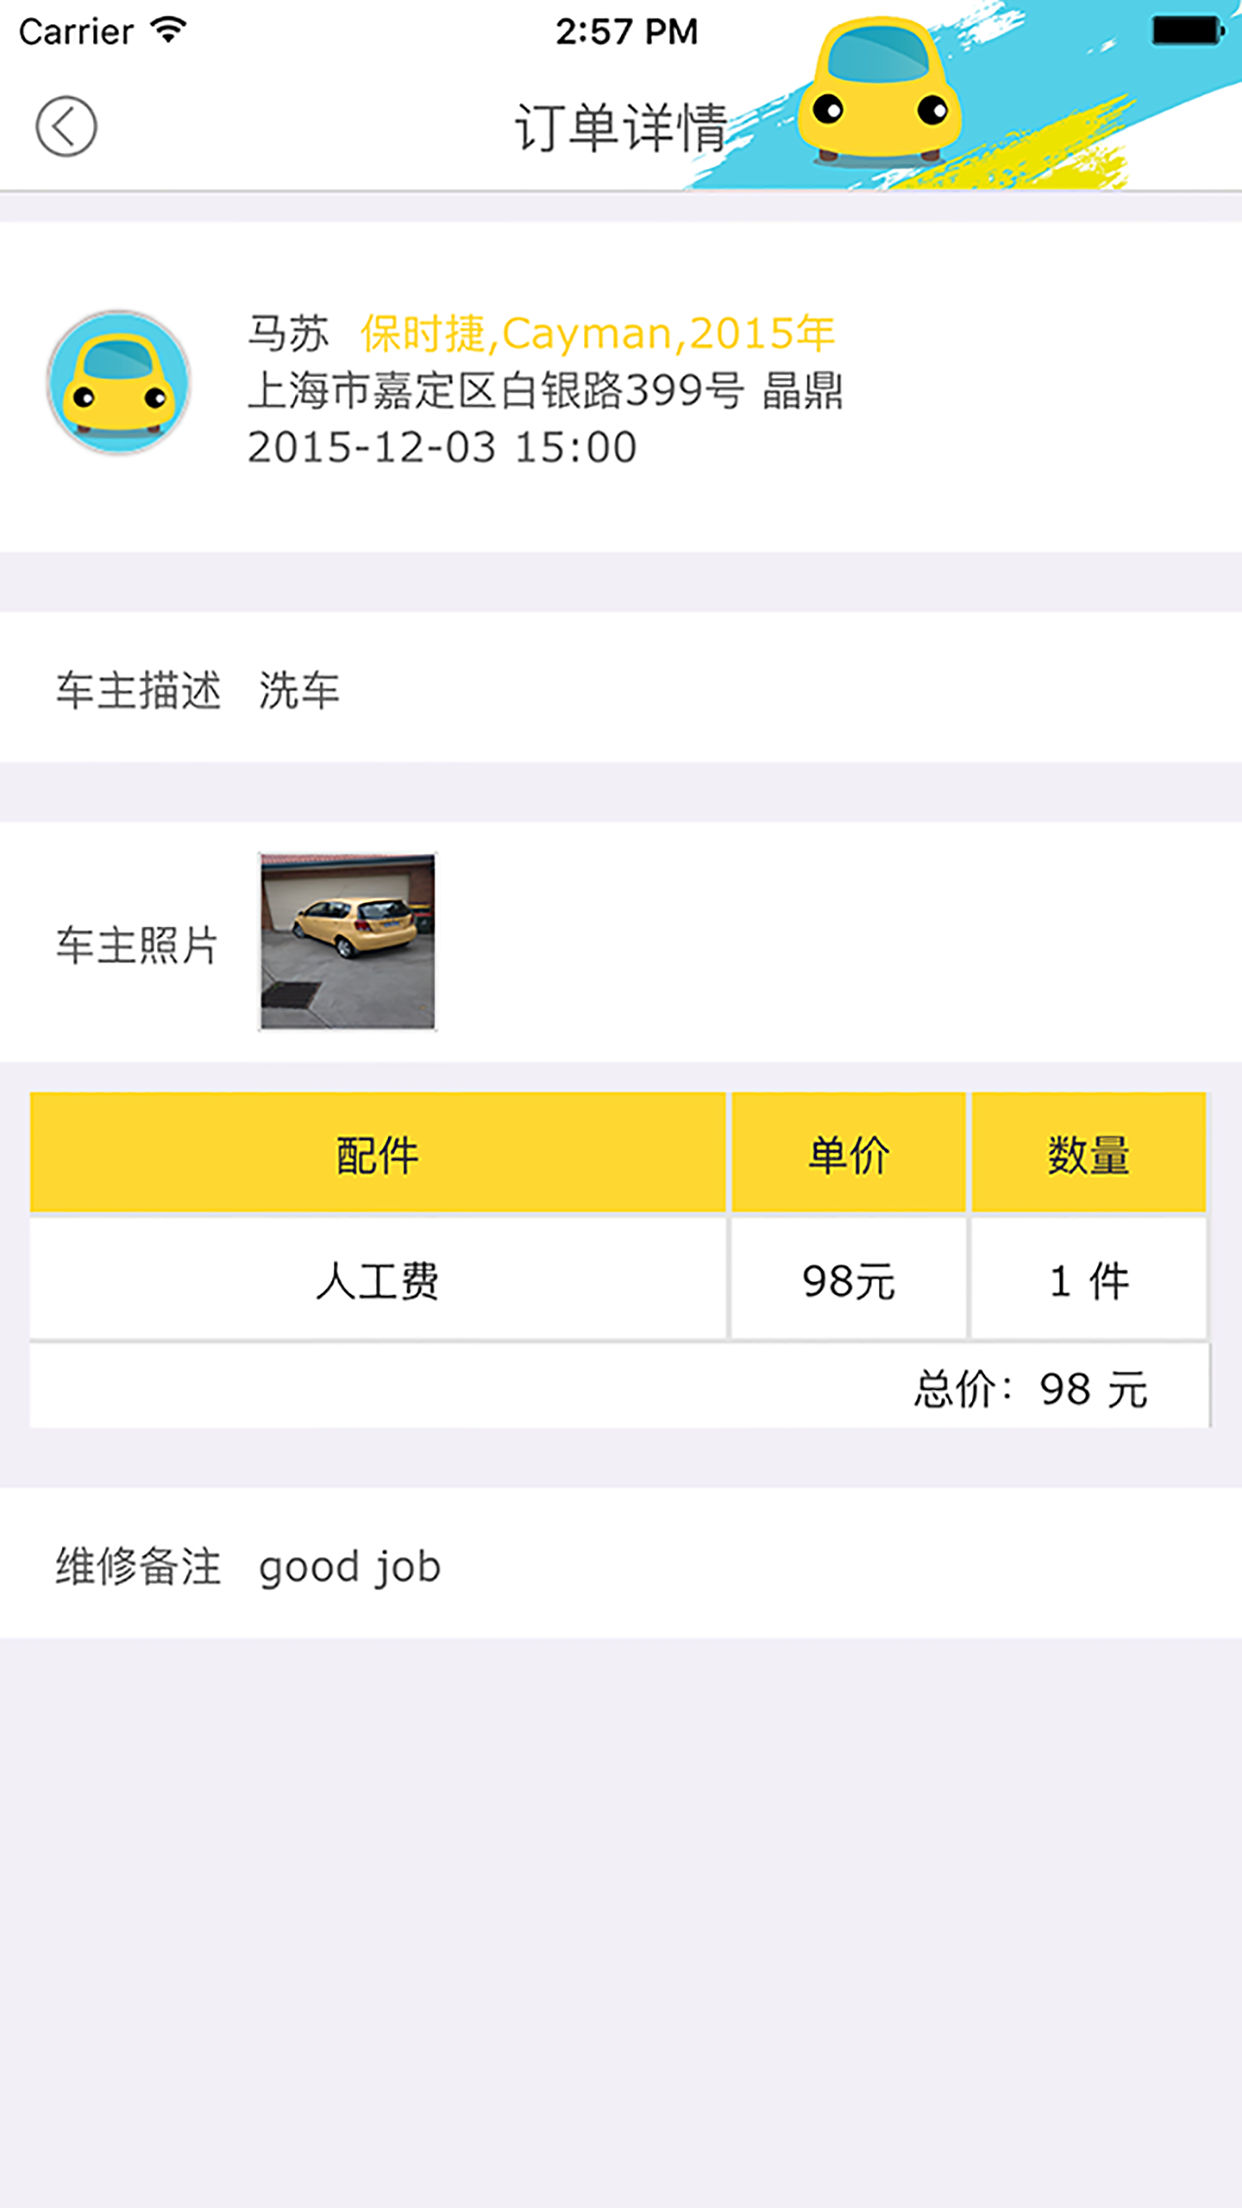 Carrier 2:57 PM
订单详情
马苏 保时捷,Cayman,2015年
上海市嘉定区白银路399号 晶鼎
2015-12-03 15:00
车主描述 洗车
车主照片
配件 单价 数量
人工费 98元 1 件
总价：98 元
维修备注 good job